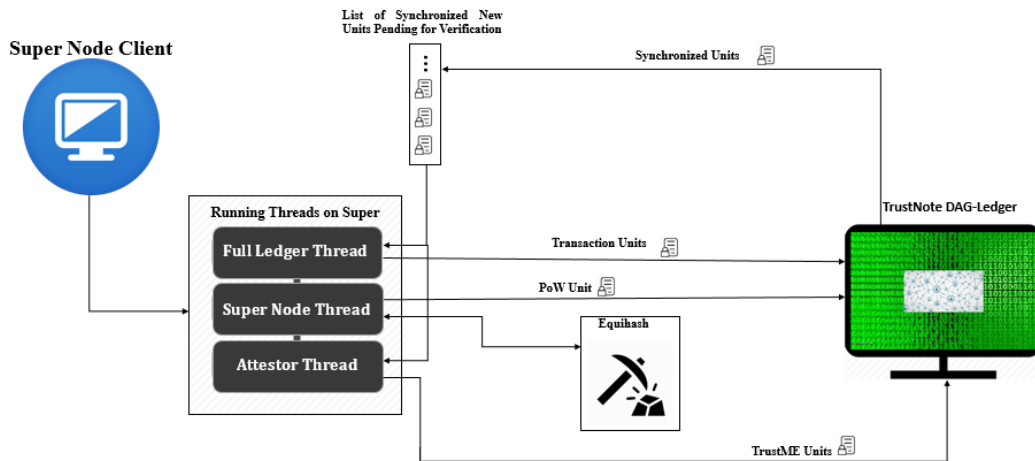 List of Synchronized New
Units Pending for Verification
Super Node Client
Synchronized Units
Running Threads on Super
TrustNote DAG-Ledger
Full Ledger Thread
Transaction Units
PoW Unit
Super Node Thread
Equihash
Attestor Thread
TrustME Units